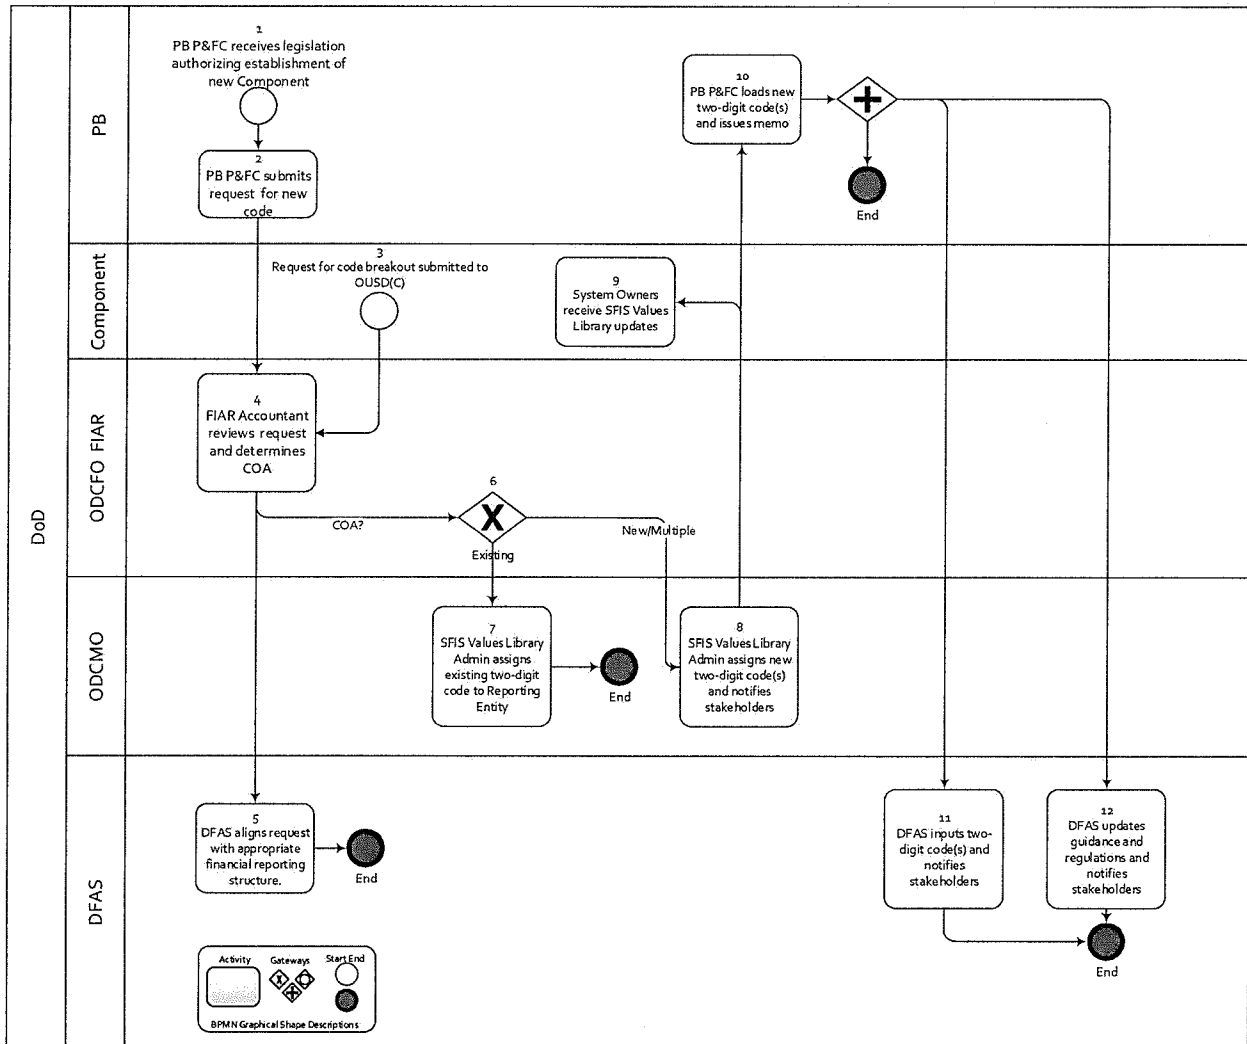 DoD
PB
Component
ODCFO FIAR
ODCMO
DFAS
1
PB P&FC receives legislation
authorizing establishment of
new Component
2
PB P&FC submits
request for new
code
3
Request for code breakout submitted to
OUSD(C)
4
FIAR Accountant
reviews request
and determines
COA
COA?
6
Existing
New/Multiple
7
SFIS Values Library
Admin assigns
existing two-digit
code to Reporting
Entity
End
8
SFIS Values Library
Admin assigns new
two-digit code(s)
and notifies
stakeholders
9
System Owners
receive SFIS Values
Library updates
10
PB P&FC loads new
two-digit code(s)
and issues memo
End
5
DFAS aligns request
with appropriate
financial reporting
structure.
End
11
DFAS inputs two-
digit code(s) and
notifies
stakeholders
12
DFAS updates
guidance and
regulations and
notifies
stakeholders
End
Activity
Gateways
Start End
BPMN Graphical Shape Descriptions